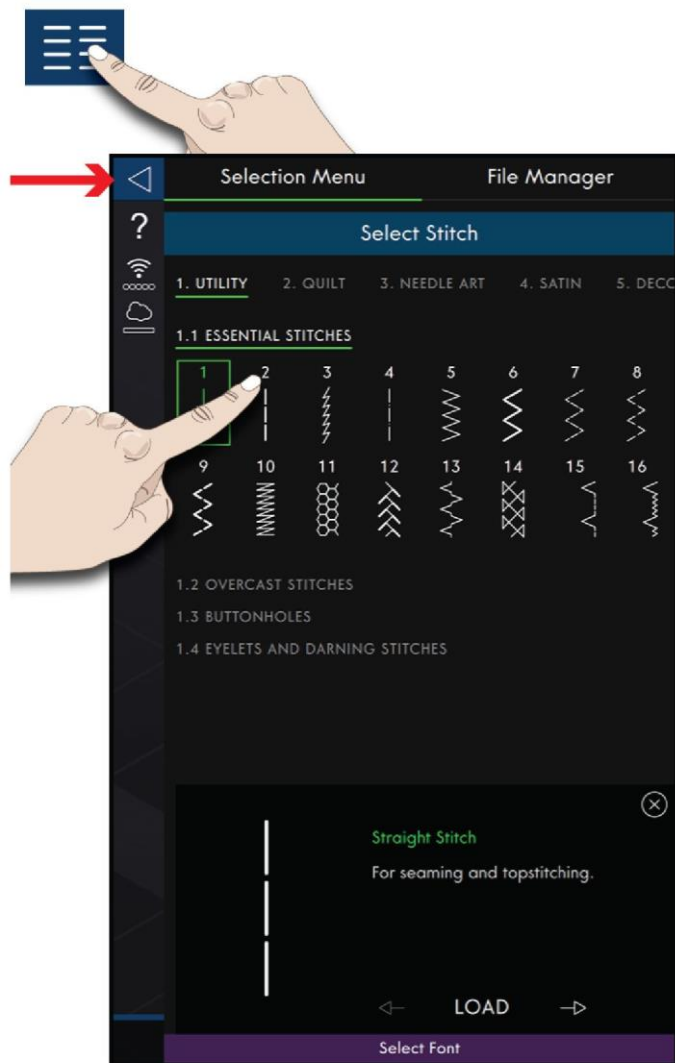 Selection Menu File Manager
?
Select Stitch
1. UTILITY 2. QUILT 3. NEEDLE ART 4. SATIN 5. DECC
1.1 ESSENTIAL STITCHES
1 2 3 4 5 6 7 8
9 10 11 12 13 14 15 16
1.2 OVERCAST STITCHES
1.3 BUTTONHOLES
1.4 EYELETS AND DARNING STITCHES
Straight Stitch
For seaming and topstitching.
LOAD
Select Font